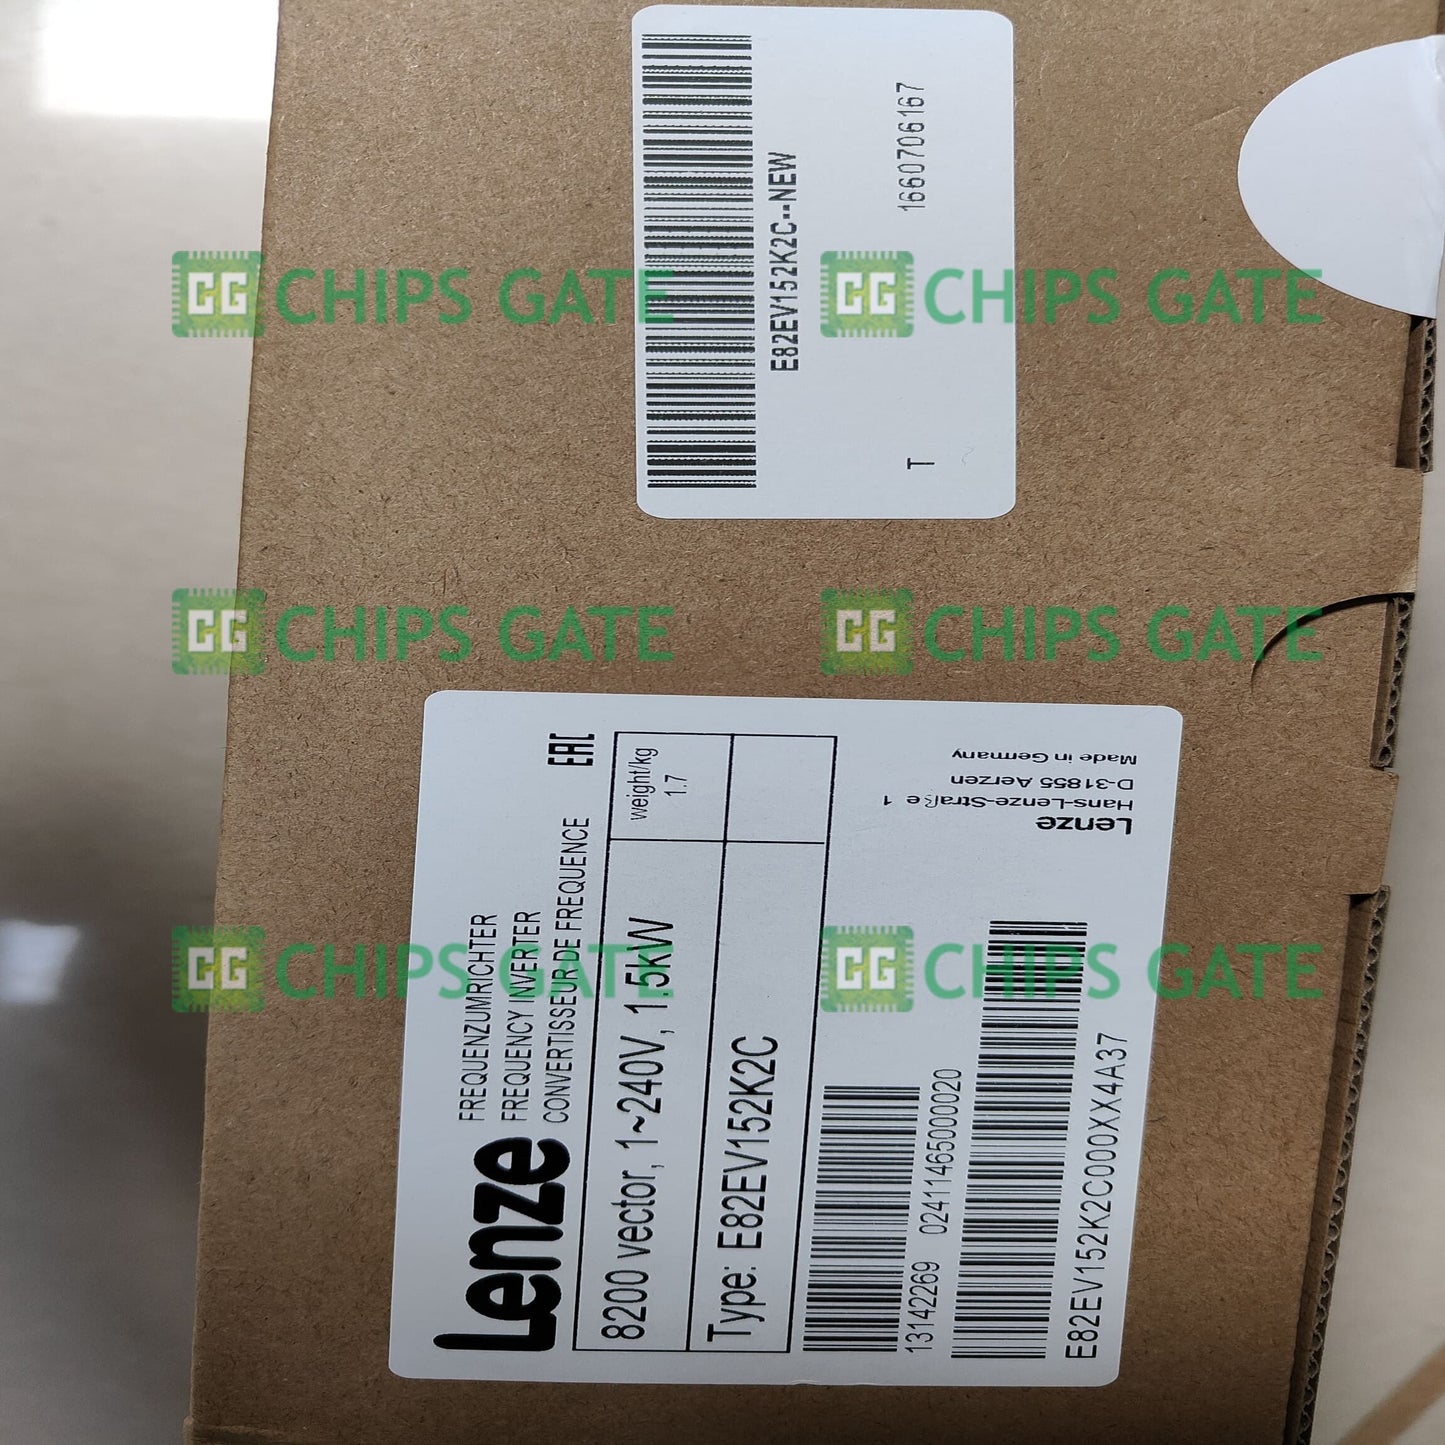 E82EV152K2C--NEW
T
1660706167
Lenze
FREQUENZUMRICHTER
FREQUENCY INVERTER
CONVERTISSEUR DE FREQUENCE
EAC
8200 vector, 1~240V, 1.5kW
weight/kg
1.7
Type: E82EV152K2C
13142269 02411465000020
E82EV152K2C000XX4A37
Lenze
Hans-Lenze-Straße 1
D-31855 Aerzen
Made in Germany
CG CHIPS GATE
CG CHIPS GATE
CG CHIPS GATE
CG CHIPS GATE
CG CHIPS GATE
CG CHIPS GATE